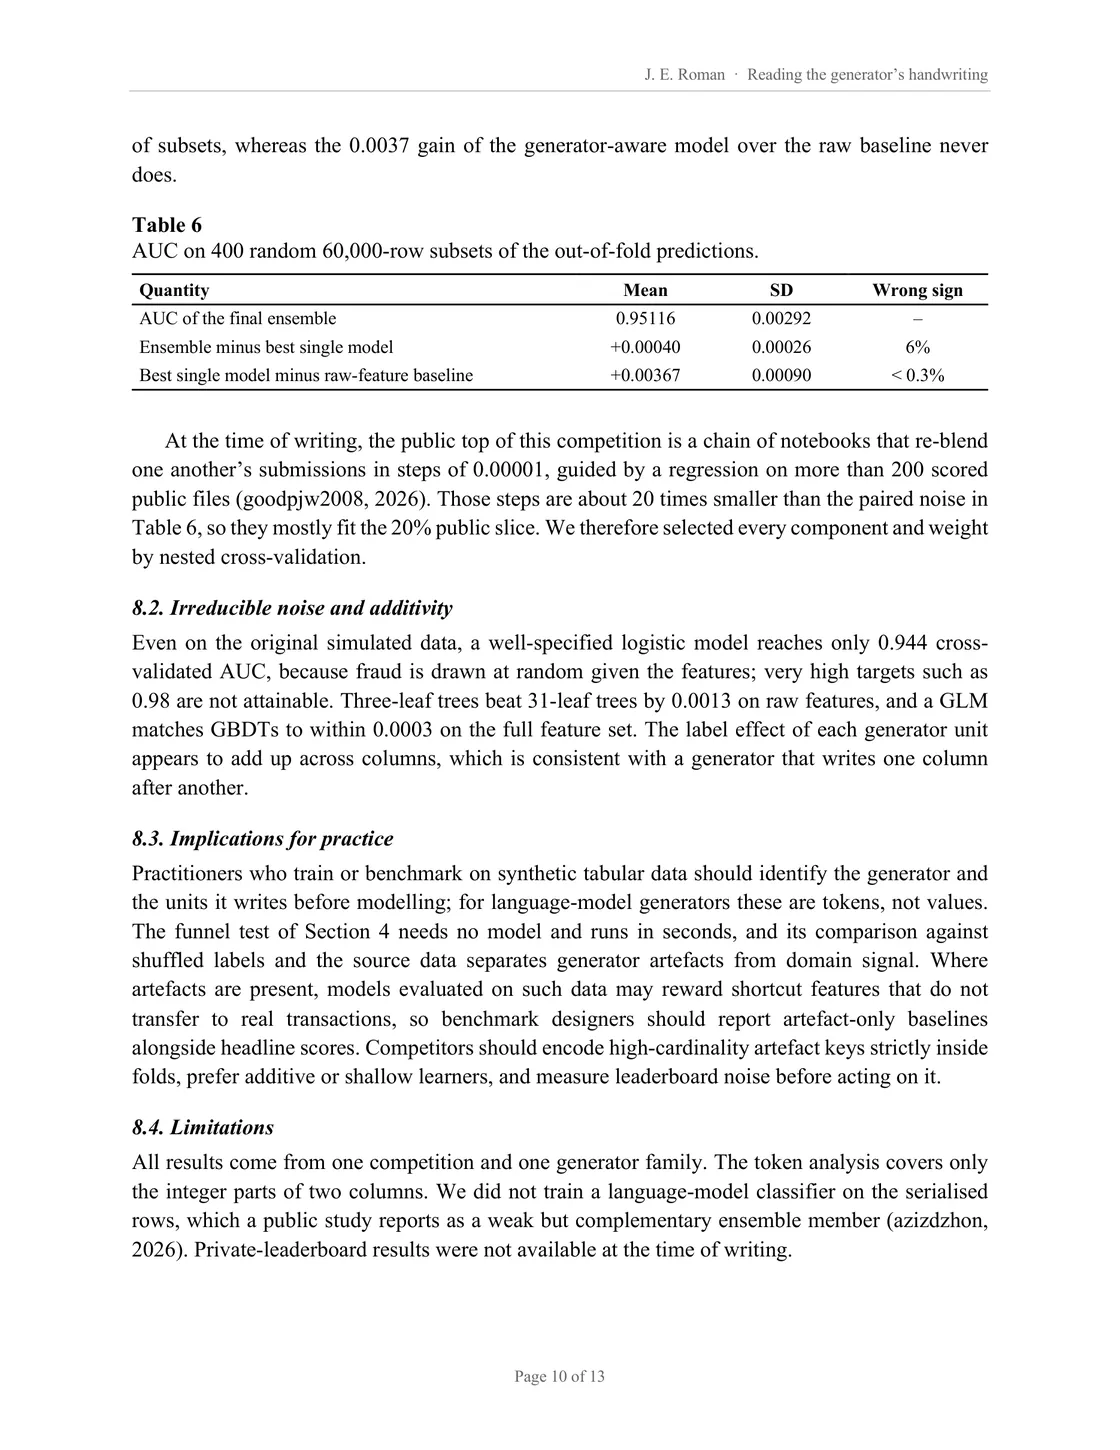 J. E. Roman · Reading the generator’s handwriting
of subsets, whereas the 0.0037 gain of the generator-aware model over the raw baseline never
does.
Table 6
AUC on 400 random 60,000-row subsets of the out-of-fold predictions.
Quantity Mean SD Wrong sign
AUC of the final ensemble 0.95116 0.00292 –
Ensemble minus best single model +0.00040 0.00026 6%
Best single model minus raw-feature baseline +0.00367 0.00090 < 0.3%
At the time of writing, the public top of this competition is a chain of notebooks that re-blend
one another’s submissions in steps of 0.00001, guided by a regression on more than 200 scored
public files (goodpjw2008, 2026). Those steps are about 20 times smaller than the paired noise in
Table 6, so they mostly fit the 20% public slice. We therefore selected every component and weight
by nested cross-validation.
8.2. Irreducible noise and additivity
Even on the original simulated data, a well-specified logistic model reaches only 0.944 cross-
validated AUC, because fraud is drawn at random given the features; very high targets such as
0.98 are not attainable. Three-leaf trees beat 31-leaf trees by 0.0013 on raw features, and a GLM
matches GBDTs to within 0.0003 on the full feature set. The label effect of each generator unit
appears to add up across columns, which is consistent with a generator that writes one column
after another.
8.3. Implications for practice
Practitioners who train or benchmark on synthetic tabular data should identify the generator and
the units it writes before modelling; for language-model generators these are tokens, not values.
The funnel test of Section 4 needs no model and runs in seconds, and its comparison against
shuffled labels and the source data separates generator artefacts from domain signal. Where
artefacts are present, models evaluated on such data may reward shortcut features that do not
transfer to real transactions, so benchmark designers should report artefact-only baselines
alongside headline scores. Competitors should encode high-cardinality artefact keys strictly inside
folds, prefer additive or shallow learners, and measure leaderboard noise before acting on it.
8.4. Limitations
All results come from one competition and one generator family. The token analysis covers only
the integer parts of two columns. We did not train a language-model classifier on the serialised
rows, which a public study reports as a weak but complementary ensemble member (azizdzhon,
2026). Private-leaderboard results were not available at the time of writing.
Page 10 of 13